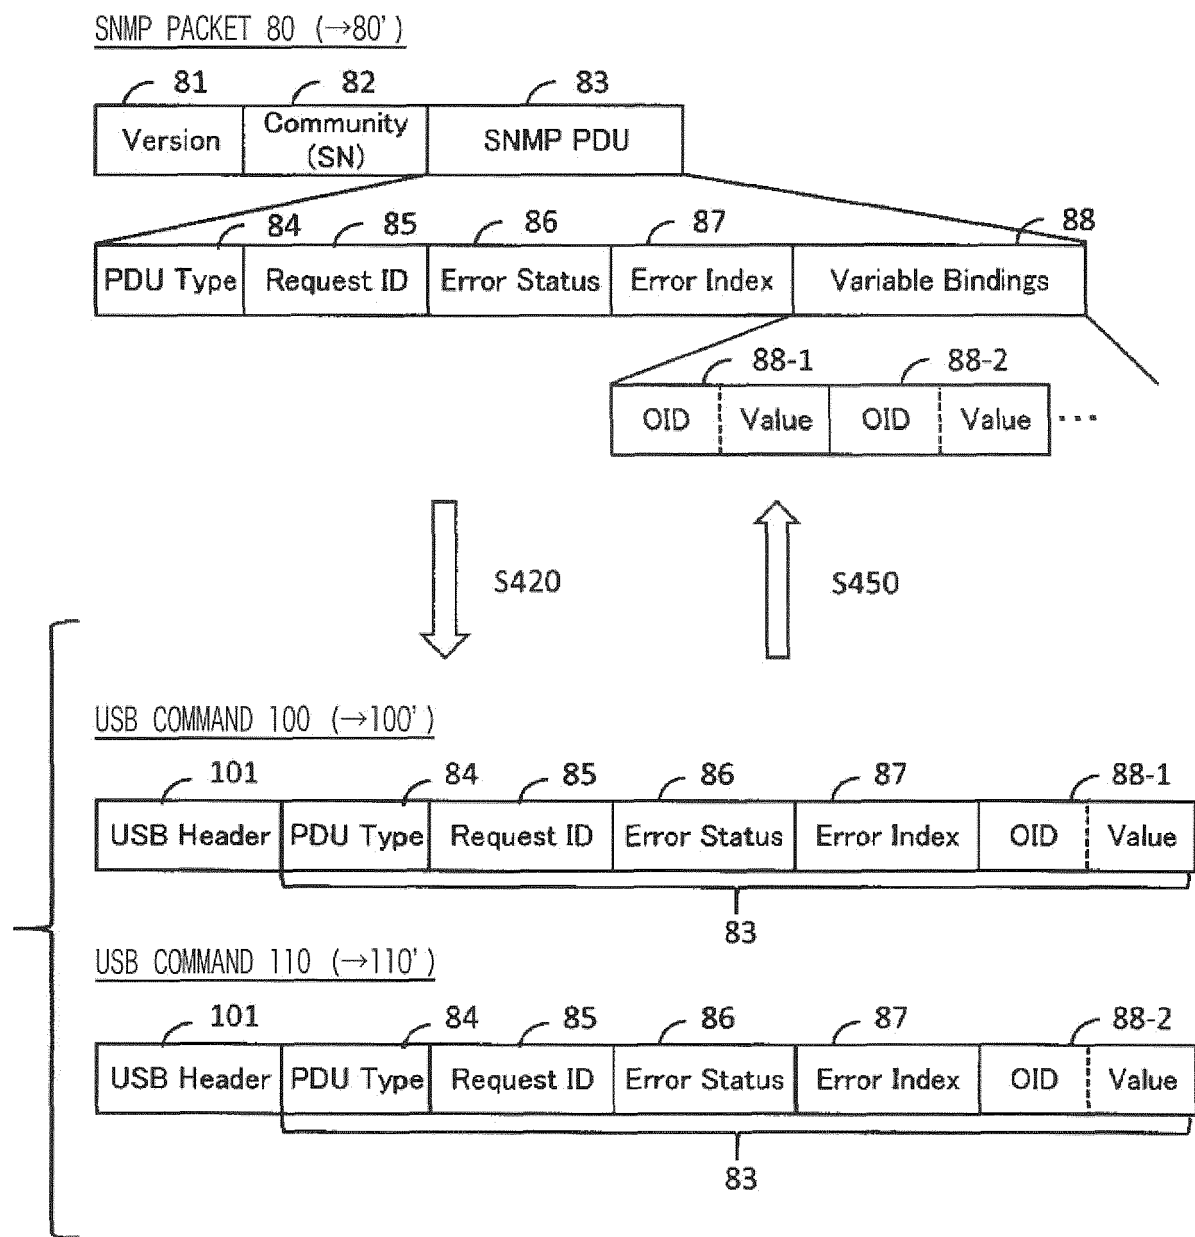 SNMP PACKET 80 (→80')
81 82 83
Version Community (SN) SNMP PDU
84 85 86 87 88
PDU Type Request ID Error Status Error Index Variable Bindings
88-1 88-2
OID Value OID Value ...
S420 S450
USB COMMAND 100 (→100')
101 84 85 86 87 88-1
USB Header PDU Type Request ID Error Status Error Index OID Value
83
USB COMMAND 110 (→110')
101 84 85 86 87 88-2
USB Header PDU Type Request ID Error Status Error Index OID Value
83